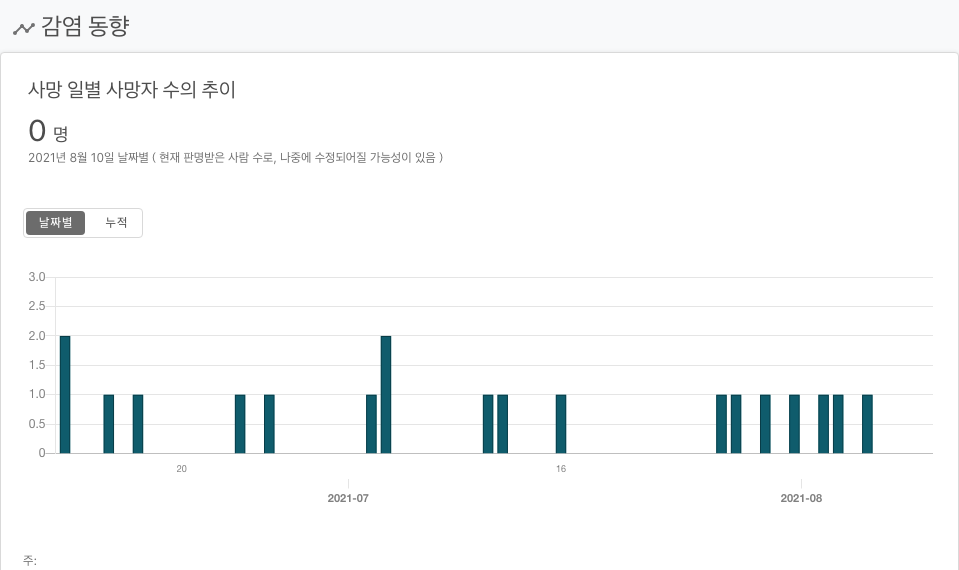 감염 동향
사망 일별 사망자 수의 추이
0 명
2021년 8월 10일 날짜별 ( 현재 판명받은 사람 수로, 나중에 수정되어질 가능성이 있음 )
날짜별 누적
3.0
2.5
2.0
1.5
1.0
0.5
0
20 16
2021-07 2021-08
주: